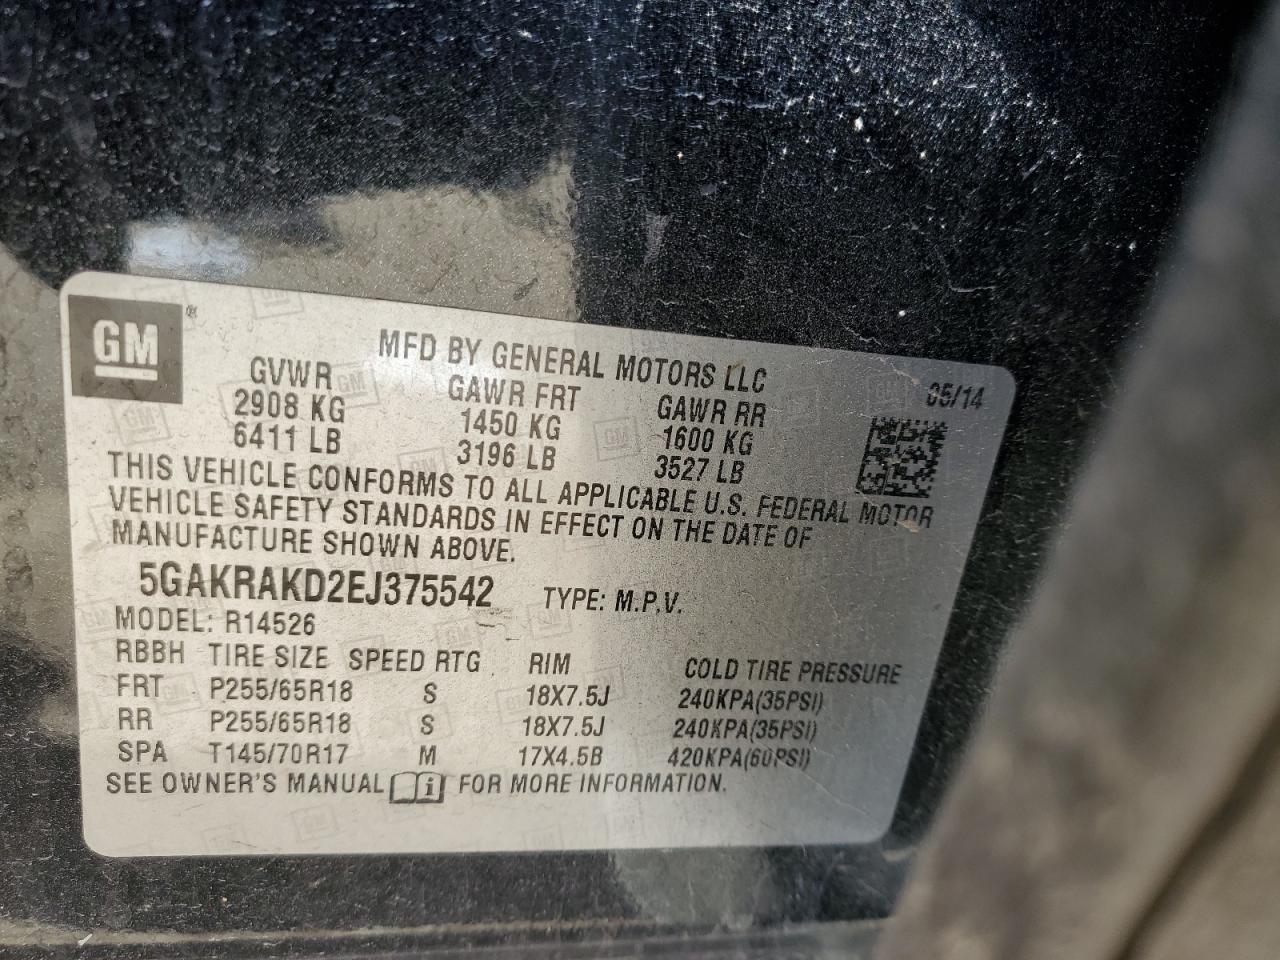 GM ®
MFD BY GENERAL MOTORS LLC
05/14
GVWR GAWR FRT GAWR RR
2908 KG 1450 KG 1600 KG
6411 LB 3196 LB 3527 LB
THIS VEHICLE CONFORMS TO ALL APPLICABLE U.S. FEDERAL MOTOR
VEHICLE SAFETY STANDARDS IN EFFECT ON THE DATE OF
MANUFACTURE SHOWN ABOVE.
5GAKRAKD2EJ375542 TYPE: M.P.V.
MODEL: R14526
RBBH TIRE SIZE SPEED RTG RIM COLD TIRE PRESSURE
FRT P255/65R18 S 18X7.5J 240KPA(35PSI)
RR P255/65R18 S 18X7.5J 240KPA(35PSI)
SPA T145/70R17 M 17X4.5B 420KPA(60PSI)
SEE OWNER'S MANUAL i FOR MORE INFORMATION.